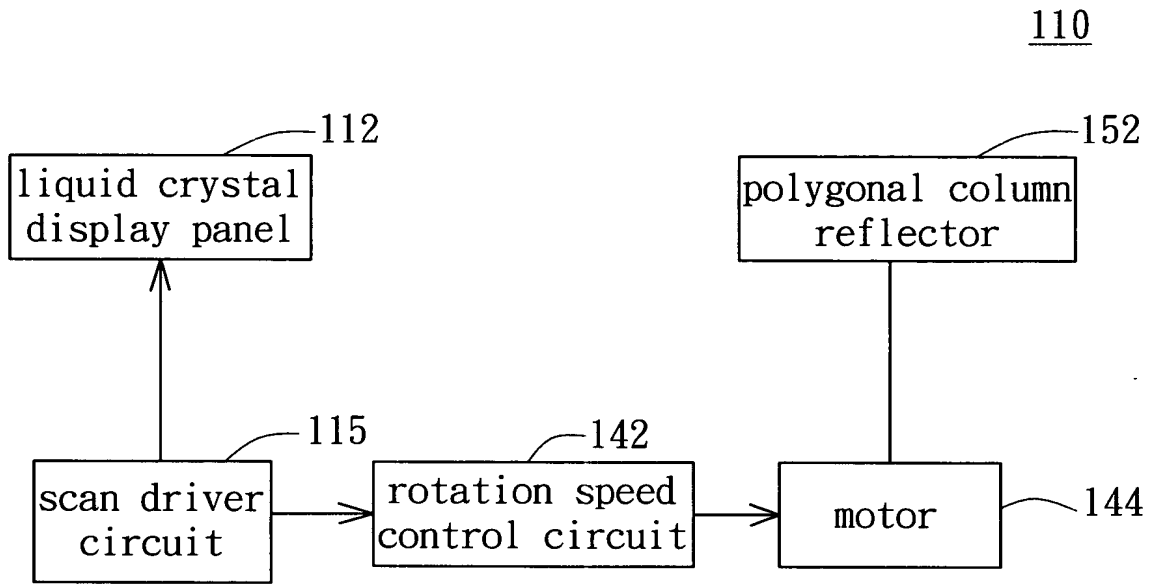 110
112
152
liquid crystal
display panel
polygonal column
reflector
115
142
scan driver
circuit
rotation speed
control circuit
motor
144